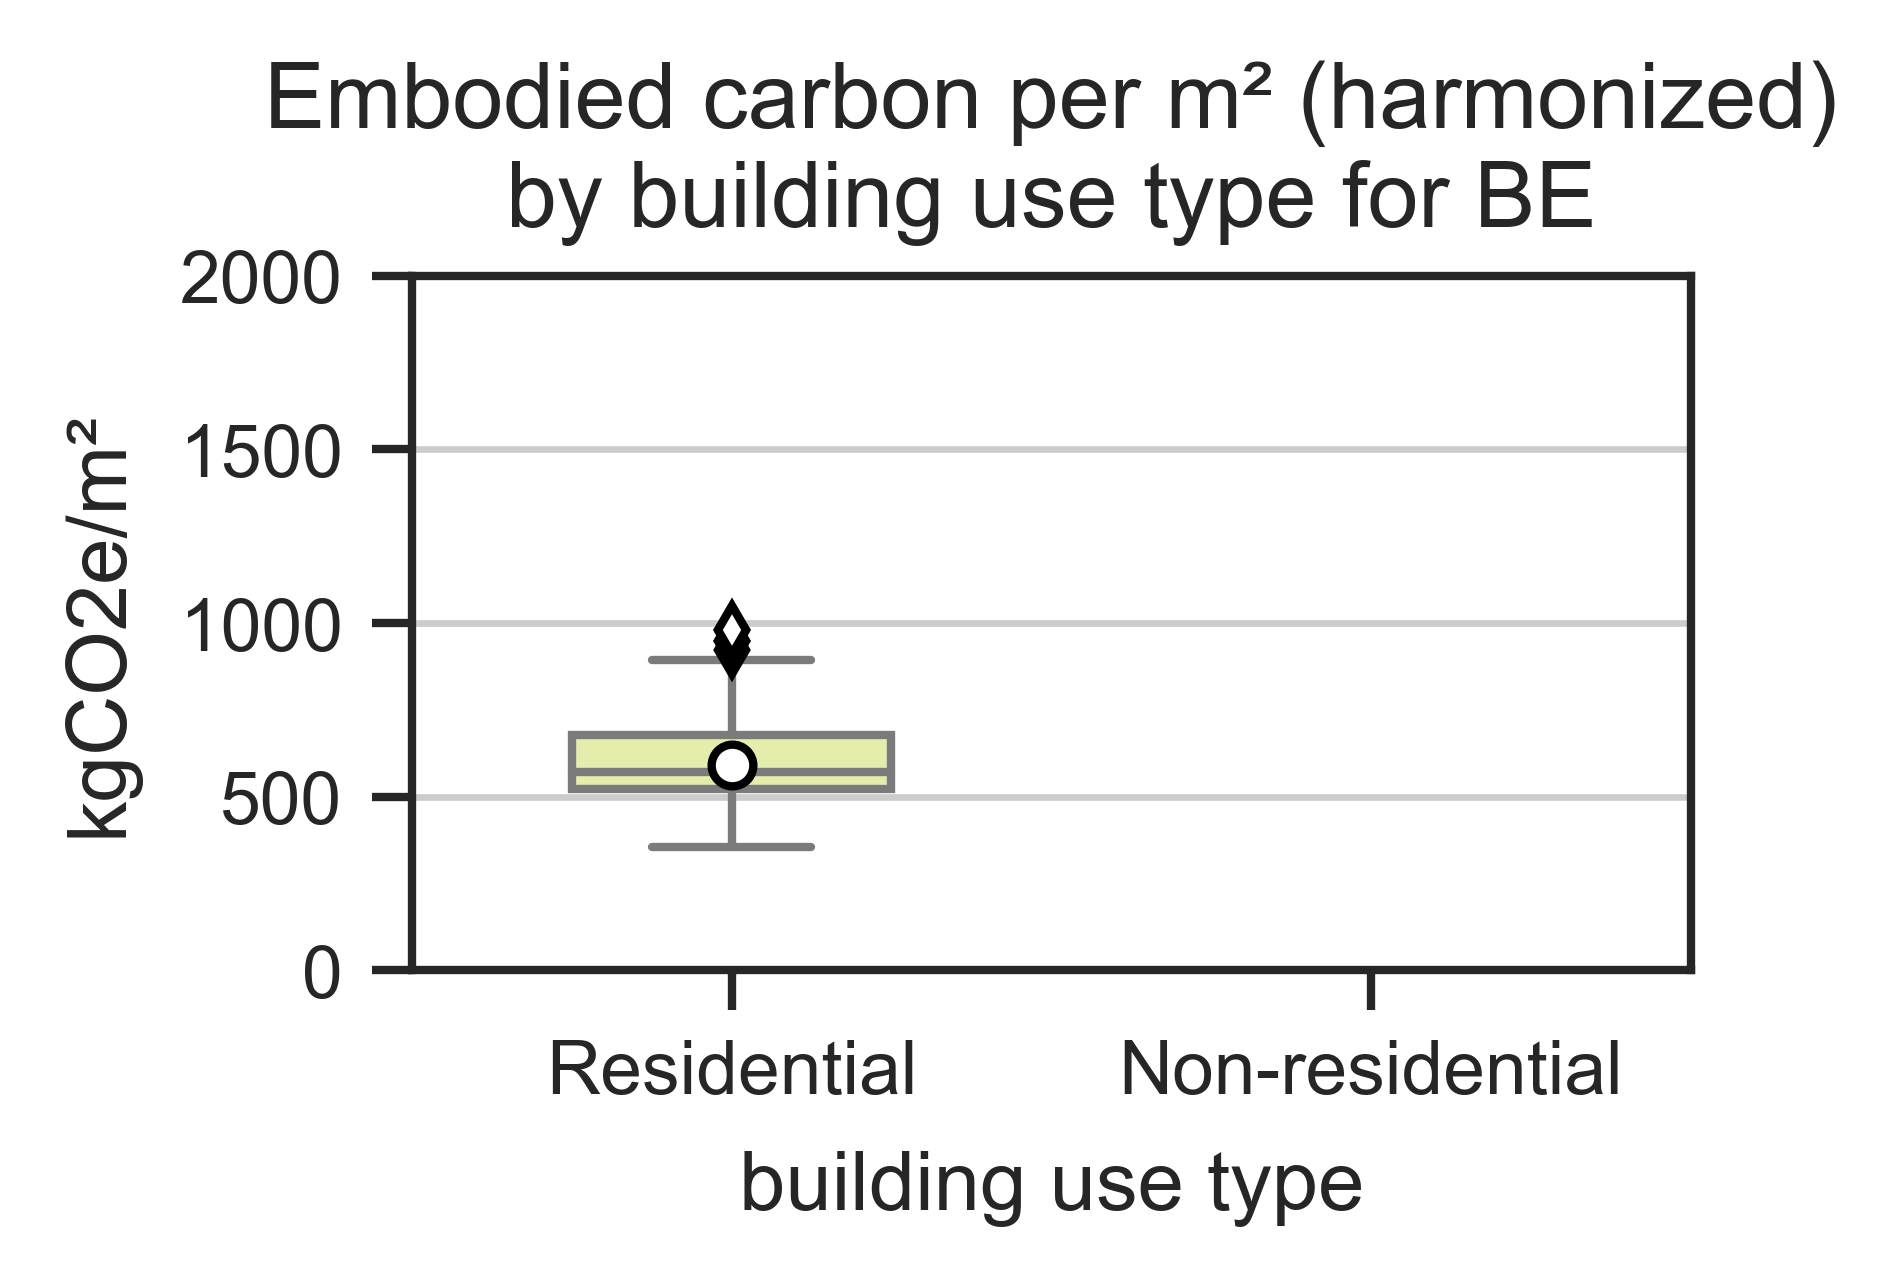 Embodied carbon per m² (harmonized)
by building use type for BE
kgCO2e/m²
2000
1500
1000
500
0
Residential
Non-residential
building use type